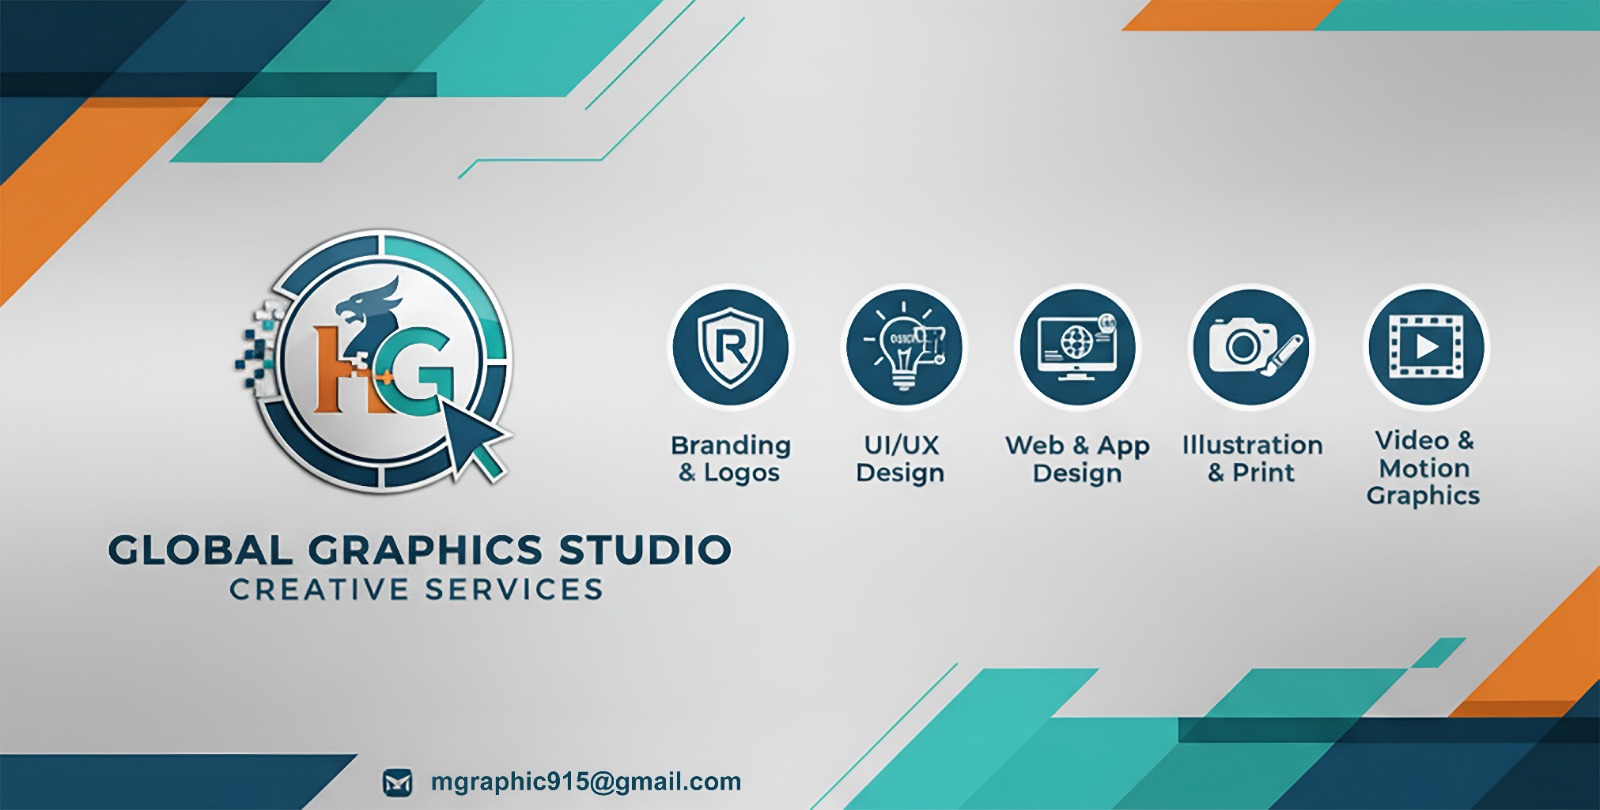 HG
GLOBAL GRAPHICS STUDIO
CREATIVE SERVICES
R
Branding
& Logos
UI/UX
Design
Web & App
Design
Illustration
& Print
Video &
Motion
Graphics
mgraphic915@gmail.com